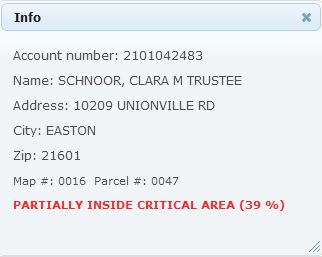 Info
Account number: 2101042483
Name: SCHNOOR, CLARA M TRUSTEE
Address: 10209 UNIONVILLE RD
City: EASTON
Zip: 21601
Map #: 0016 Parcel #: 0047
PARTIALLY INSIDE CRITICAL AREA (39 %)